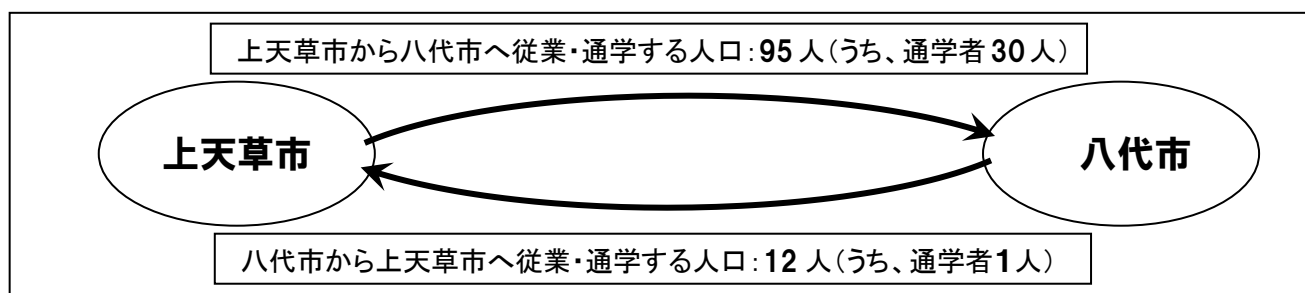 上天草市から八代市へ従業・通学する人口：95人（うち、通学者30人）
上天草市
八代市
八代市から上天草市へ従業・通学する人口：12人（うち、通学者1人）